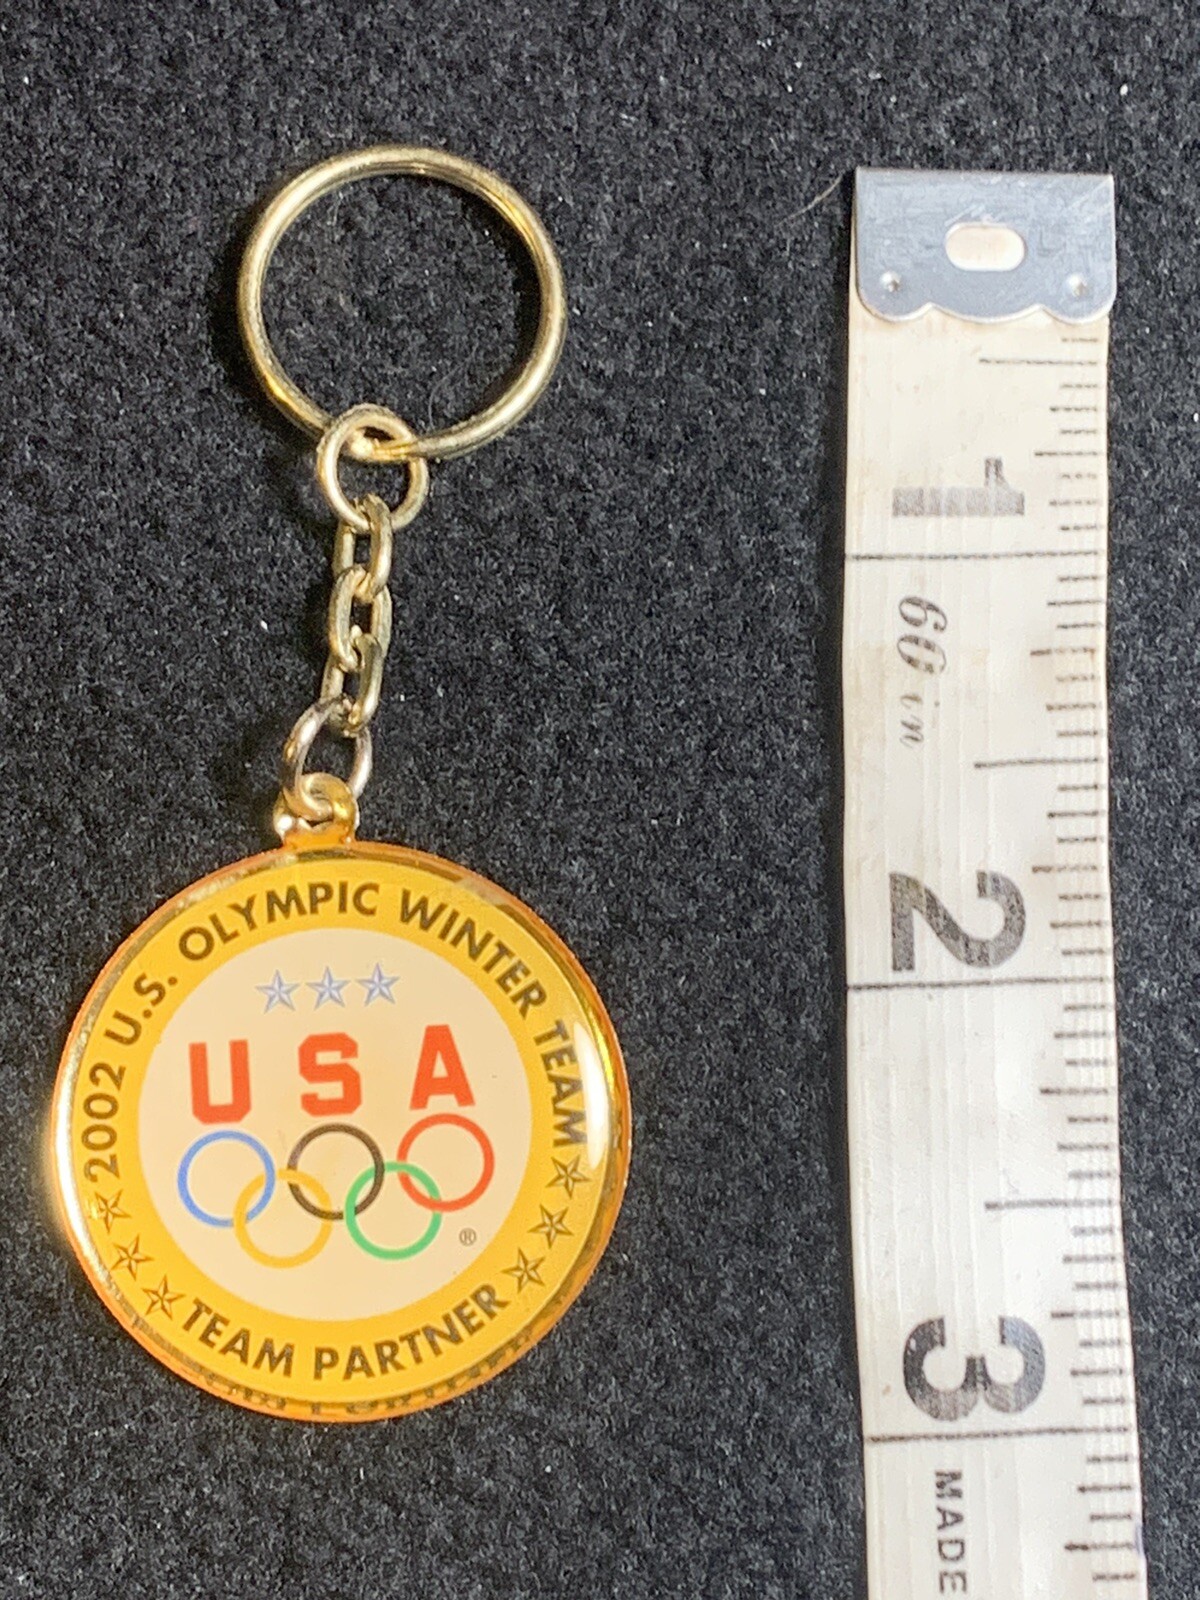 2002 U.S. OLYMPIC WINTER TEAM
USA
®
TEAM PARTNER
1
60 in
2
3
MADE